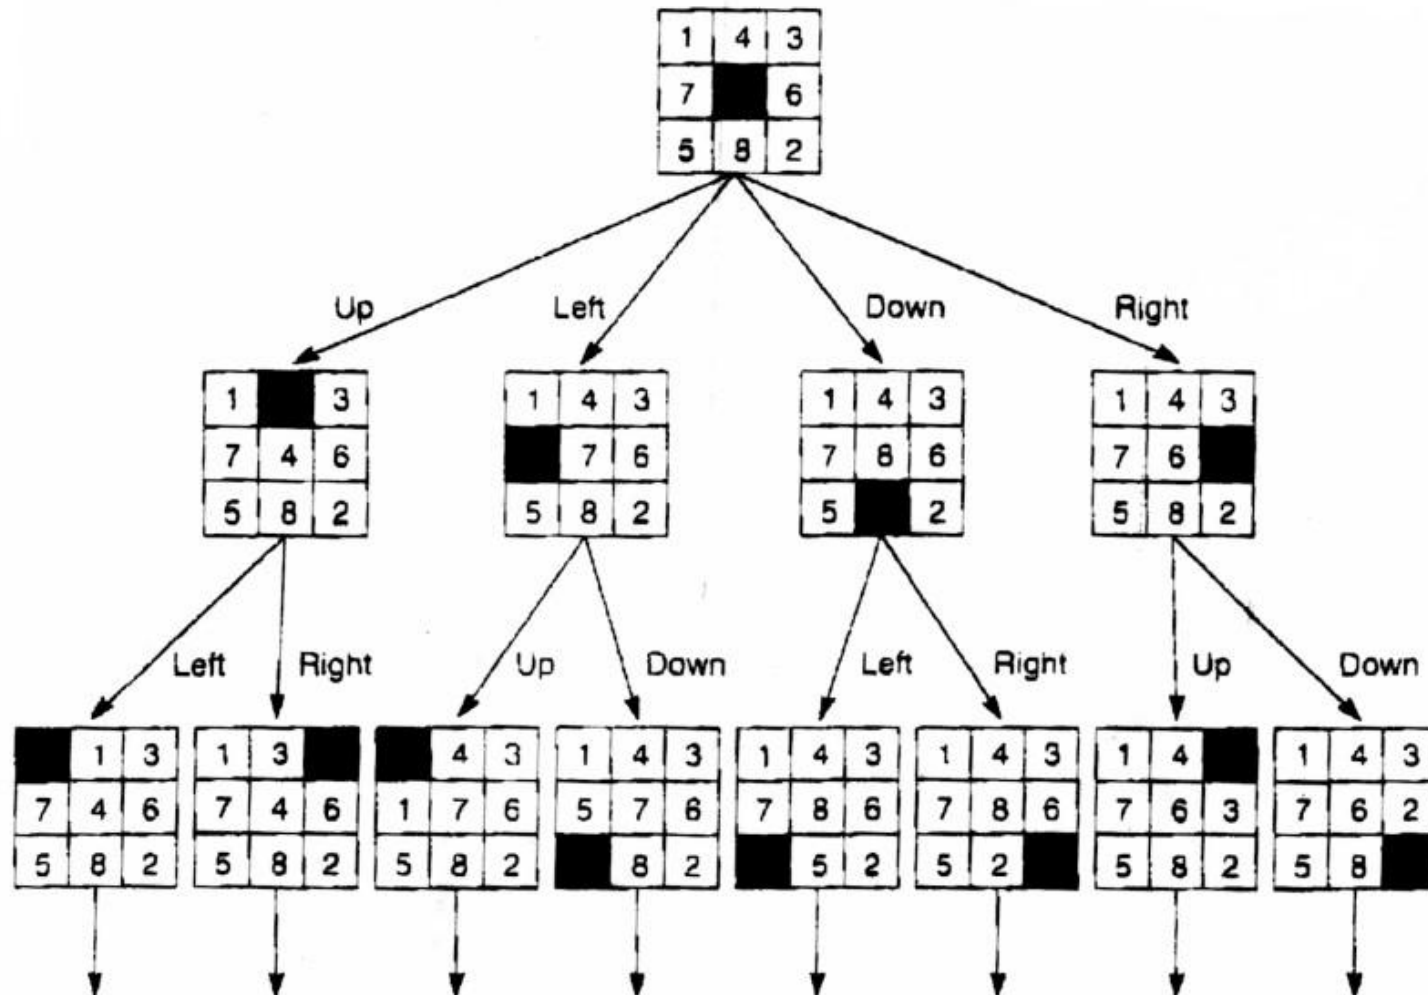 1 4 3
7 6
5 8 2
Up Left Down Right
1 3 1 4 3 1 4 3 1 4 3
7 4 6 7 6 7 8 6 7 6
5 8 2 5 8 2 5 2 5 8 2
Left Right Up Down Left Right Up Down
1 3 1 3 4 3 1 4 3 1 4 3 1 4 3 1 4 1 4 3
7 4 6 7 4 6 1 7 6 5 7 6 7 8 6 7 8 6 7 6 3 7 6 2
5 8 2 5 8 2 5 8 2 8 2 5 2 5 2 5 8 2 5 8